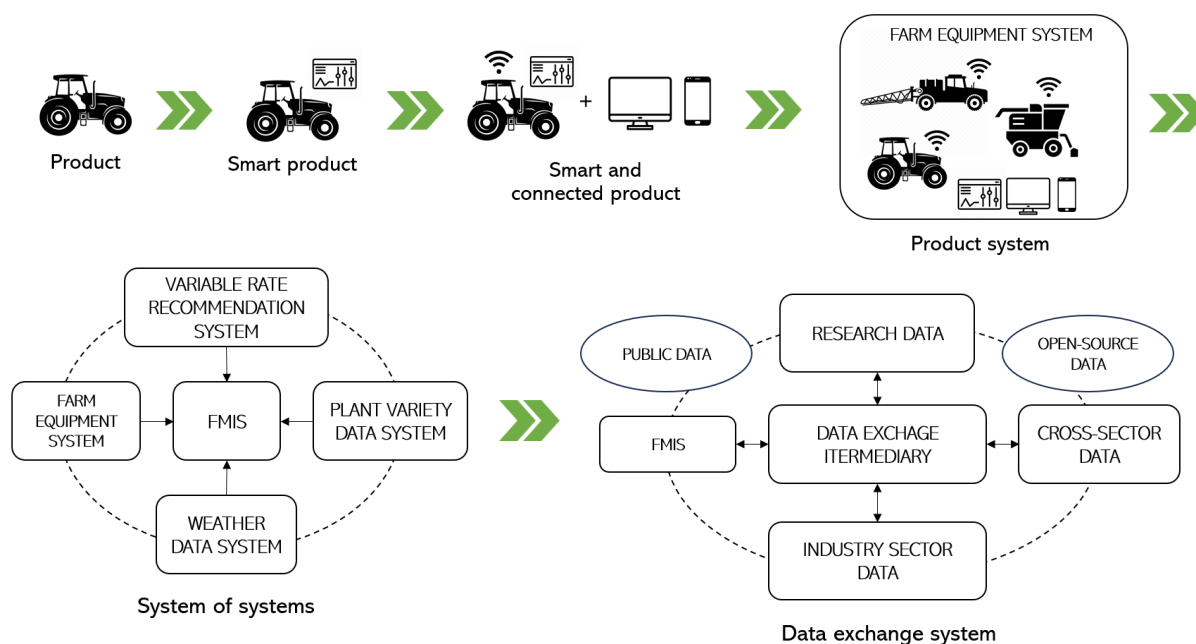 FARM EQUIPMENT SYSTEM
Product
Smart product
+
Smart and
connected product
Product system
VARIABLE RATE
RECOMMENDATION
SYSTEM
FARM
EQUIPMENT
SYSTEM
FMIS
PLANT VARIETY
DATA SYSTEM
WEATHER
DATA SYSTEM
System of systems
PUBLIC DATA
RESEARCH DATA
OPEN-SOURCE
DATA
FMIS
DATA EXCHAGE
ITERMEDIARY
CROSS-SECTOR
DATA
INDUSTRY SECTOR
DATA
Data exchange system